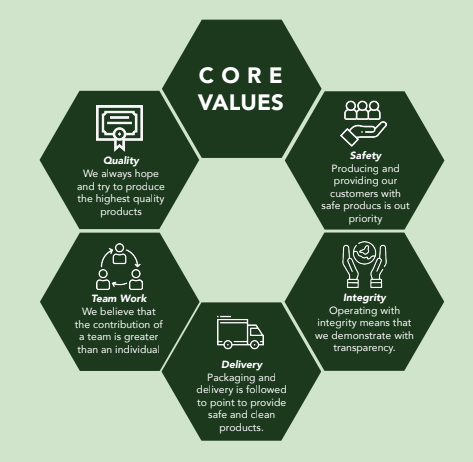 CORE
VALUES
Quality
We always hope
and try to produce
the highest quality
products
Safety
Producing and
providing our
customers with
safe producs is out
priority
Team Work
We believe that
the contribution of
a team is greater
than an individual
Integrity
Operating with
integrity means that
we demonstrate with
transparency.
Delivery
Packaging and
delivery is followed
to point to provide
safe and clean
products.